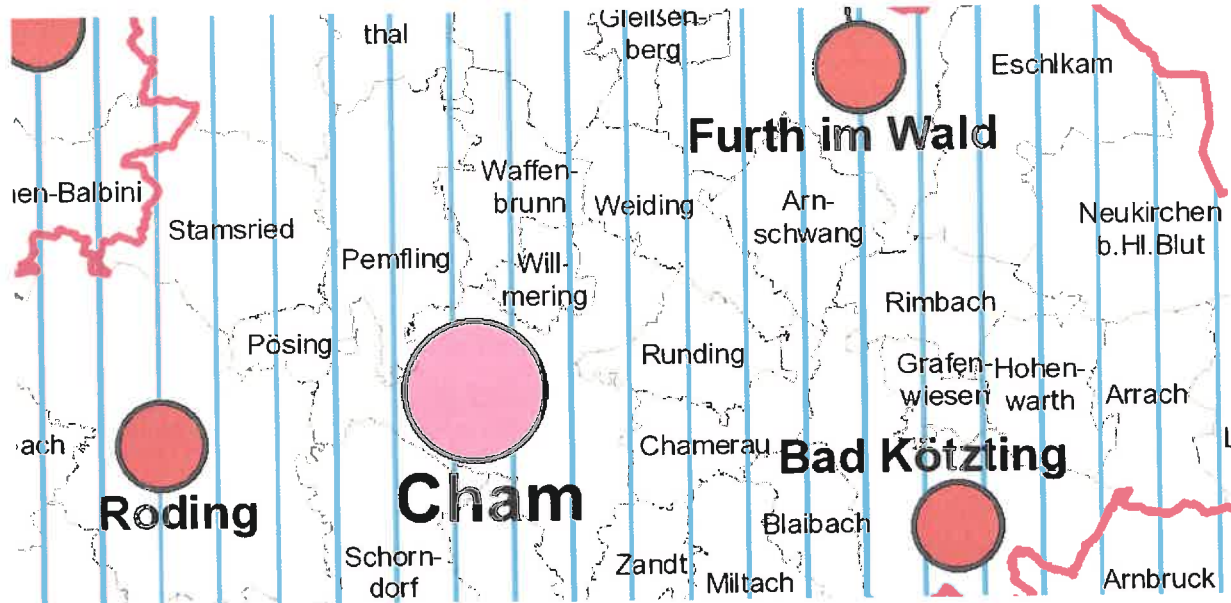 thal
Gleißen-
berg
Eschlkam
Furth im Wald
Waffen-
brunn
Weiding
Arn-
schwang
Neukirchen
b.Hl.Blut
nen-Balbini
Stamsried
Pemfling
Will-
mering
Rimbach
Pösing
Runding
Grafen-
wiesen
Hohen-
warth
Arrach
ach
Chamerau
Bad Kötzting
Cham
Roding
Blaibach
Schorn-
dorf
Zandt
Miltach
Arnbruck